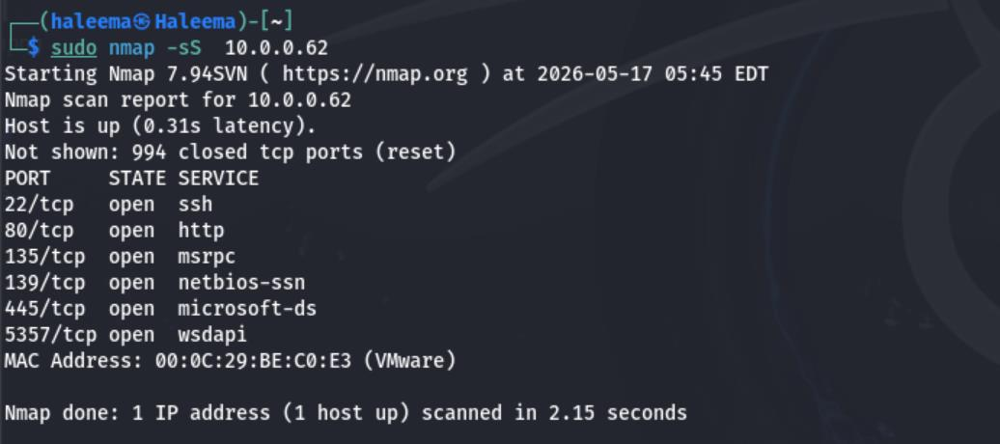 ┌──(haleema㉿Haleema)-[~]
└─$ sudo nmap -sS  10.0.0.62
Starting Nmap 7.94SVN ( https://nmap.org ) at 2026-05-17 05:45 EDT
Nmap scan report for 10.0.0.62
Host is up (0.31s latency).
Not shown: 994 closed tcp ports (reset)
PORT     STATE SERVICE
22/tcp   open  ssh
80/tcp   open  http
135/tcp  open  msrpc
139/tcp  open  netbios-ssn
445/tcp  open  microsoft-ds
5357/tcp open  wsdapi
MAC Address: 00:0C:29:BE:C0:E3 (VMware)
Nmap done: 1 IP address (1 host up) scanned in 2.15 seconds